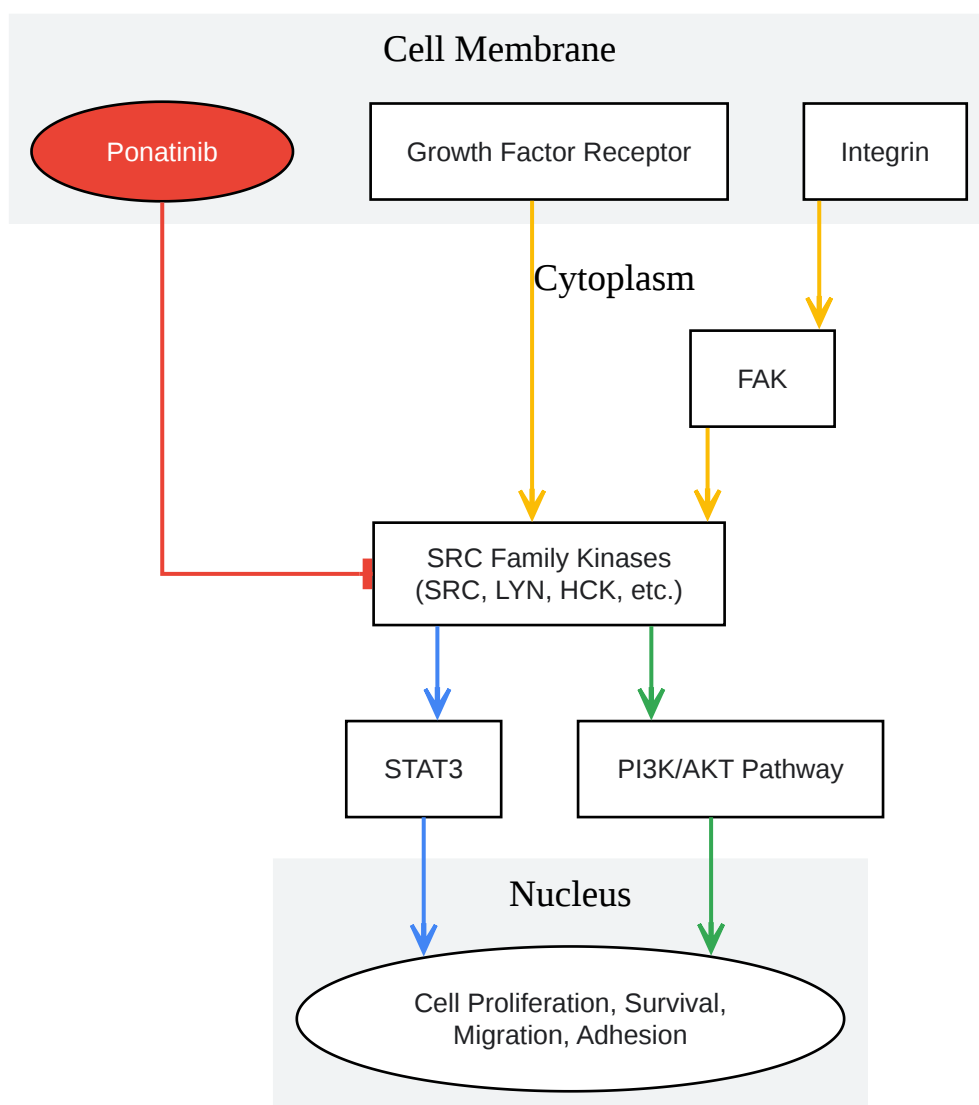 Cell Membrane
Ponatinib
Growth Factor Receptor
Integrin
Cytoplasm
FAK
SRC Family Kinases
(SRC, LYN, HCK, etc.)
STAT3
PI3K/AKT Pathway
Nucleus
Cell Proliferation, Survival,
Migration, Adhesion